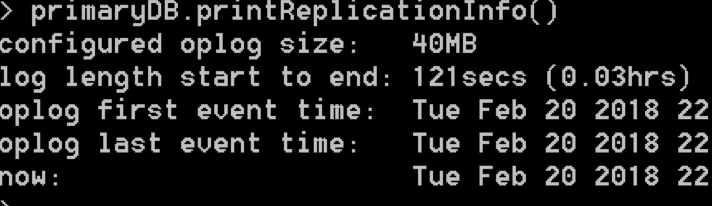 > primaryDB.printReplicationInfo()
configured oplog size:   40MB
log length start to end: 121secs (0.03hrs)
oplog first event time:  Tue Feb 20 2018 22
oplog last event time:   Tue Feb 20 2018 22
now:                     Tue Feb 20 2018 22